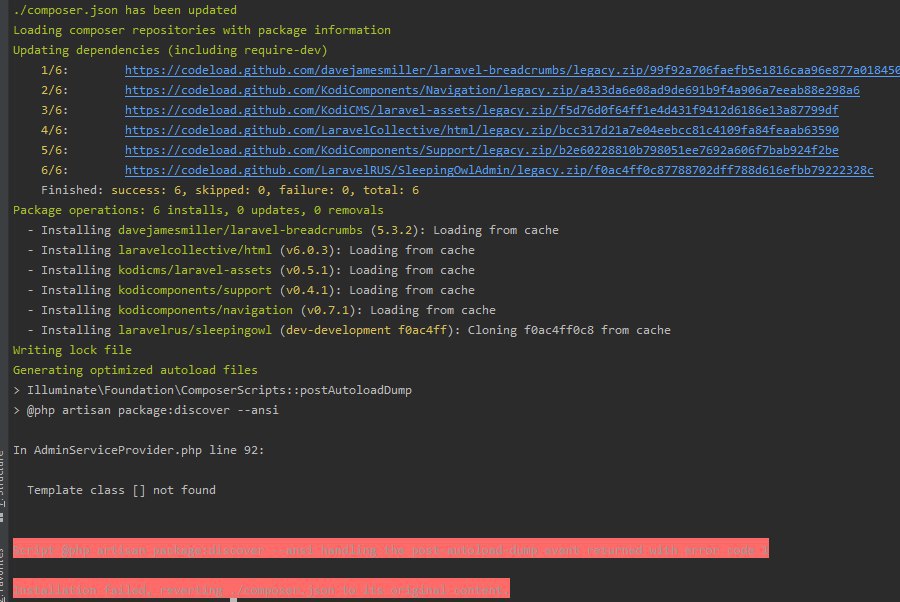 ./composer.json has been updated
Loading composer repositories with package information
Updating dependencies (including require-dev)
1/6: https://codeload.github.com/davejamesmiller/laravel-breadcrumbs/legacy.zip/99f92a706faefb5e1816caa96e877a018450
2/6: https://codeload.github.com/KodiComponents/Navigation/legacy.zip/a433da6e08ad9de691b9f4a906a7eeab88e298a6
3/6: https://codeload.github.com/KodiCMS/laravel-assets/legacy.zip/f5d76d0f64ff1e4d431f9412d6186e13a87799df
4/6: https://codeload.github.com/LaravelCollective/html/legacy.zip/bcc317d21a7e04eebcc81c4109fa84feaab63590
5/6: https://codeload.github.com/KodiComponents/Support/legacy.zip/b2e60228810b798051ee7692a606f7bab924f2be
6/6: https://codeload.github.com/LaravelRUS/SleepingOwlAdmin/legacy.zip/f0ac4ff0c87788702dff788d616efbb79222328c
Finished: success: 6, skipped: 0, failure: 0, total: 6
Package operations: 6 installs, 0 updates, 0 removals
- Installing davejamesmiller/laravel-breadcrumbs (5.3.2): Loading from cache
- Installing laravelcollective/html (v6.0.3): Loading from cache
- Installing kodicms/laravel-assets (v0.5.1): Loading from cache
- Installing kodicomponents/support (v0.4.1): Loading from cache
- Installing kodicomponents/navigation (v0.7.1): Loading from cache
- Installing laravelrus/sleepingowl (dev-development f0ac4ff): Cloning f0ac4ff0c8 from cache
Writing lock file
Generating optimized autoload files
> Illuminate\Foundation\ComposerScripts::postAutoloadDump
> @php artisan package:discover --ansi
In AdminServiceProvider.php line 92:
Template class [] not found
Script @php artisan package:discover --ansi handling the post-autoload-dump event returned with error code 1
Installation failed, reverting ./composer.json to its original content.